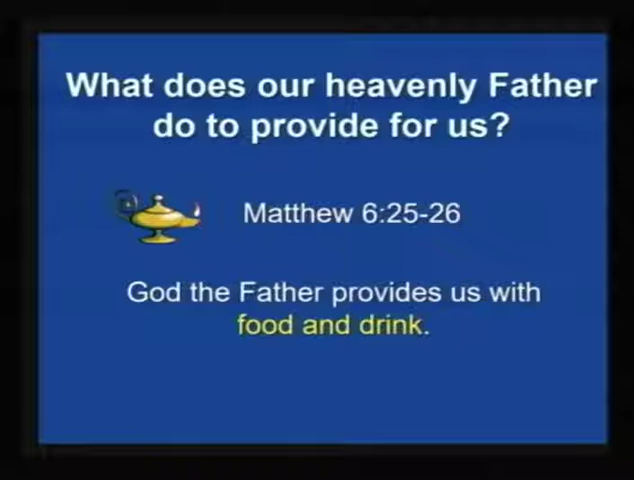 What does our heavenly Father
do to provide for us?
Matthew 6:25-26
God the Father provides us with
food and drink.